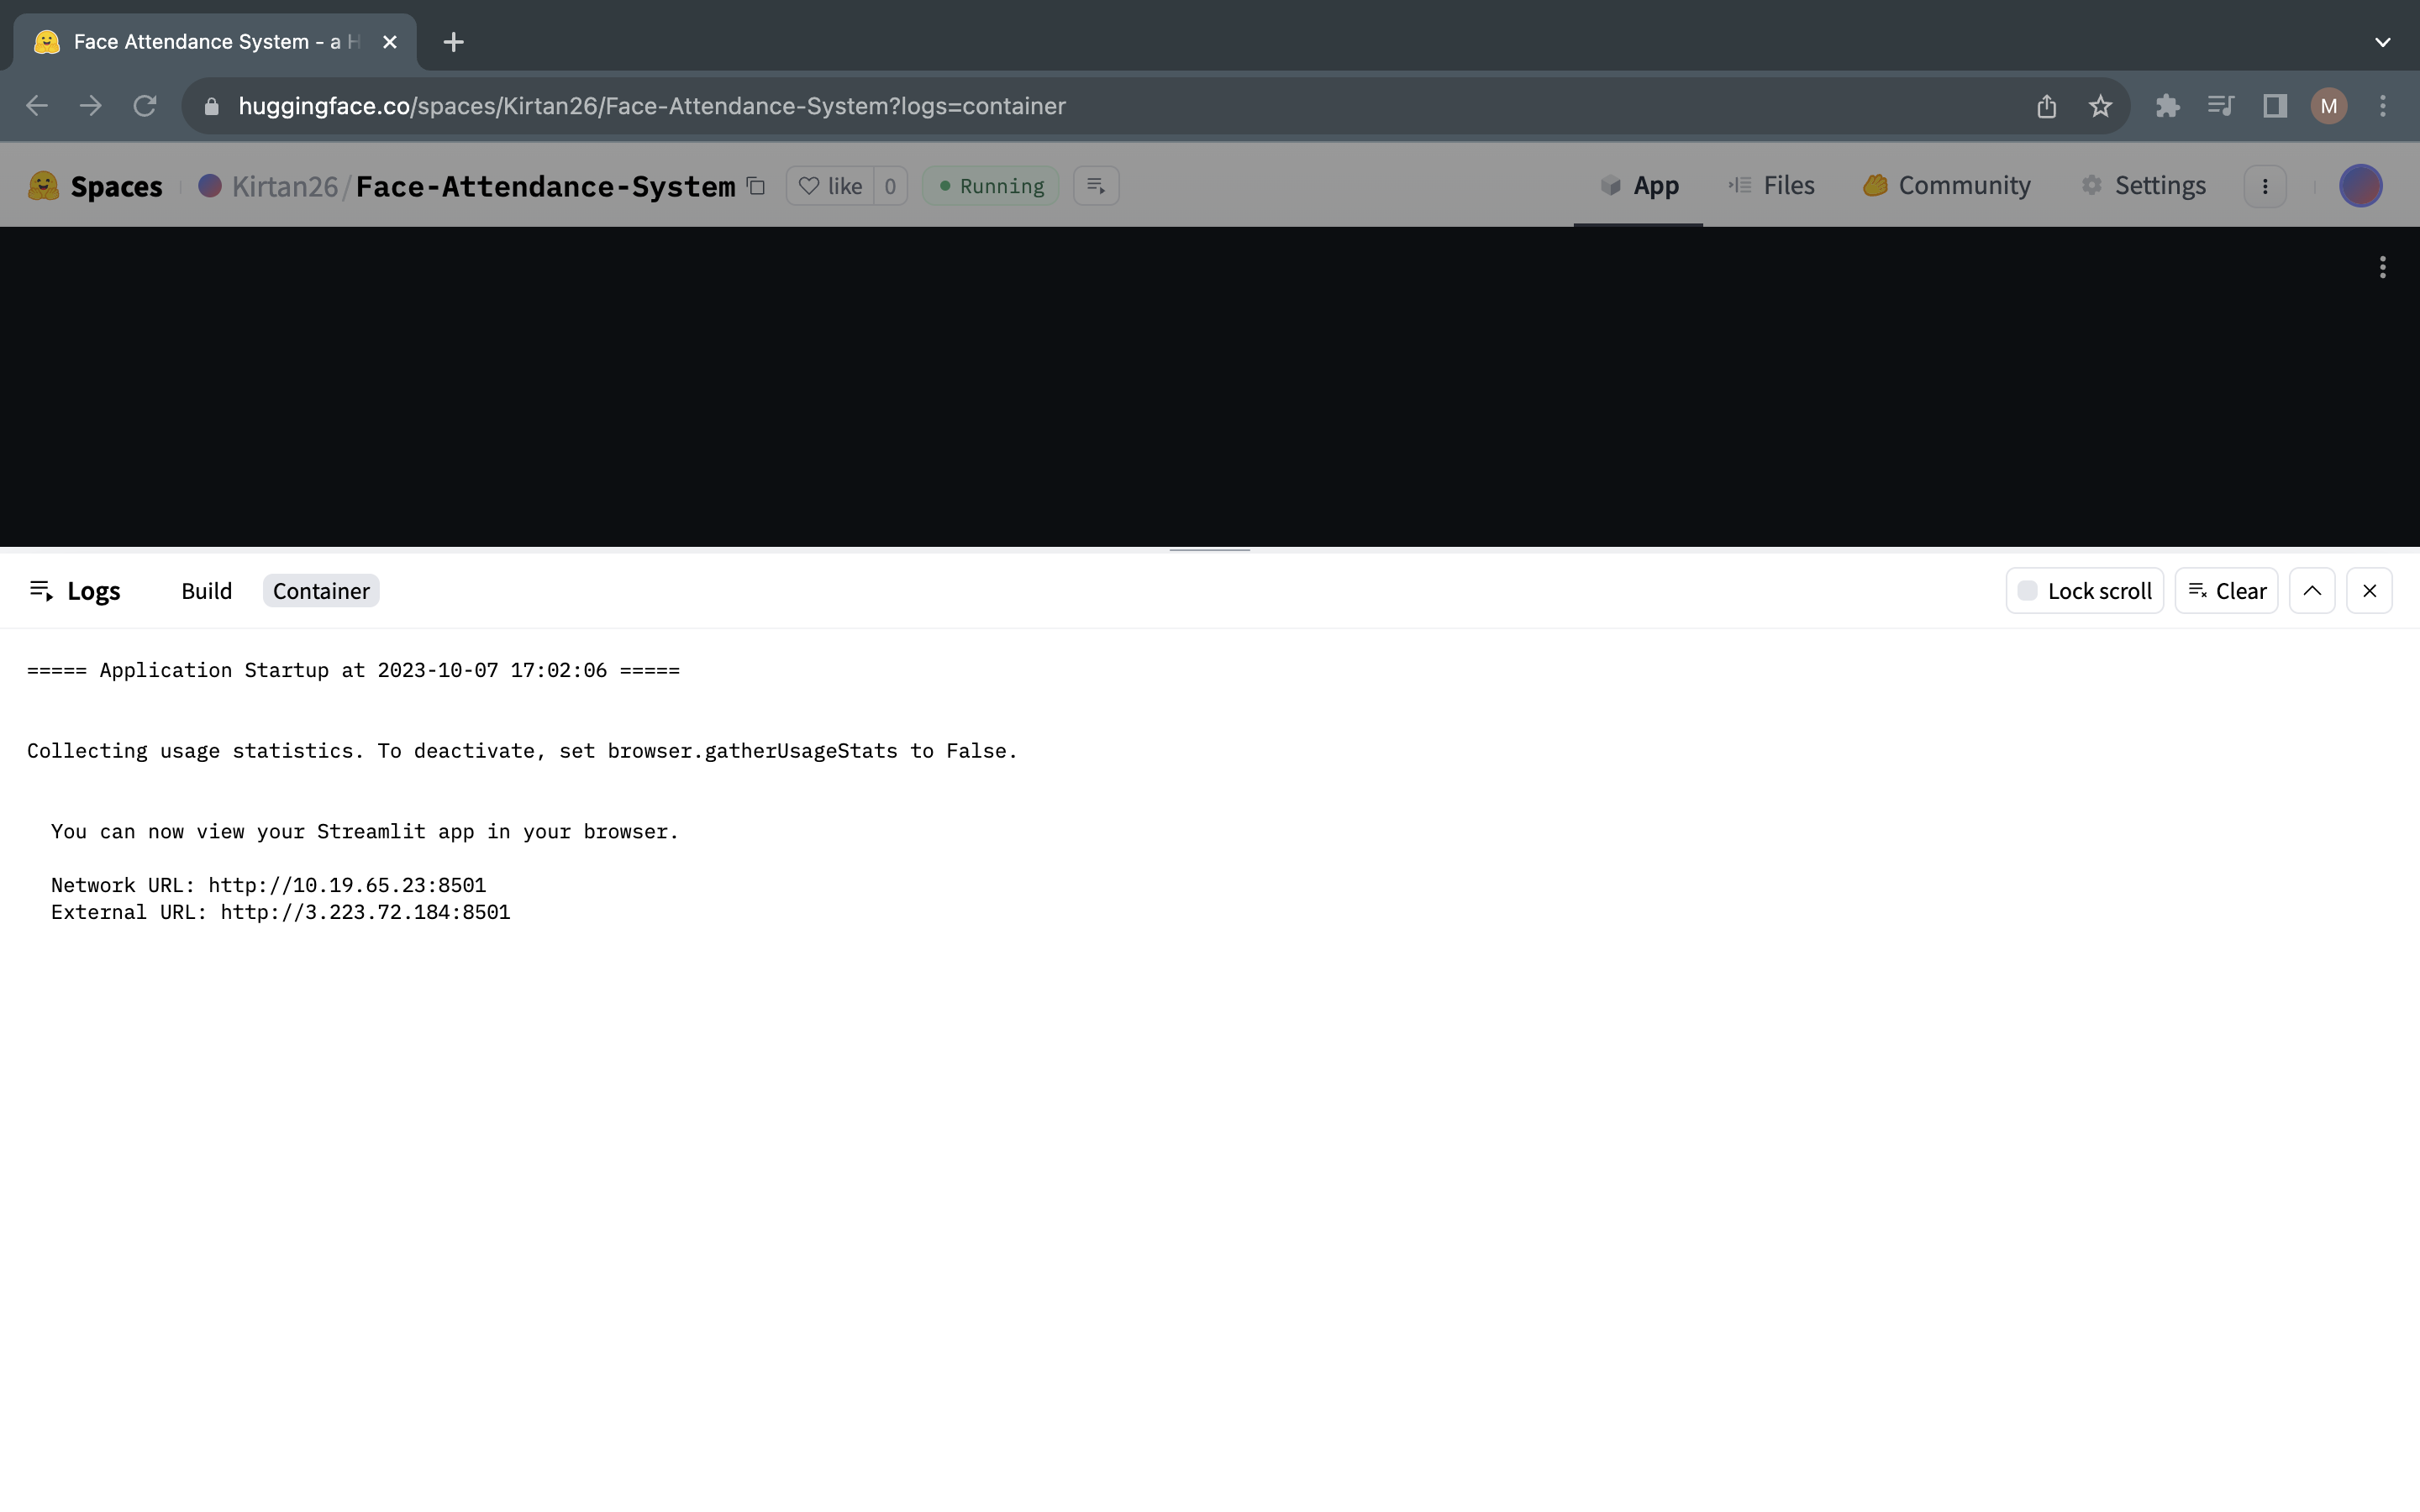 Face Attendance System - a H
huggingface.co/spaces/Kirtan26/Face-Attendance-System?logs=container
M
Spaces Kirtan26/Face-Attendance-System like 0 Running App Files Community Settings
Logs Build Container Lock scroll Clear
===== Application Startup at 2023-10-07 17:02:06 =====
Collecting usage statistics. To deactivate, set browser.gatherUsageStats to False.
You can now view your Streamlit app in your browser.
Network URL: http://10.19.65.23:8501
External URL: http://3.223.72.184:8501